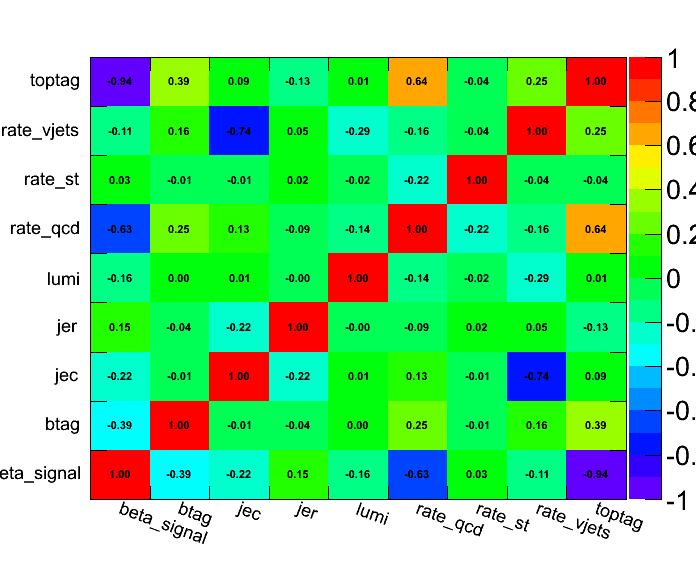 toptag -0.94 0.39 0.09 -0.13 0.01 0.64 -0.04 0.25 1.00
rate_vjets -0.11 0.16 -0.74 0.05 -0.29 -0.16 -0.04 1.00 0.25
rate_st 0.03 -0.01 -0.01 0.02 -0.02 -0.22 1.00 -0.04 -0.04
rate_qcd -0.63 0.25 0.13 -0.09 -0.14 1.00 -0.22 -0.16 0.64
lumi -0.16 0.00 0.01 -0.00 1.00 -0.14 -0.02 -0.29 0.01
jer 0.15 -0.04 -0.22 1.00 -0.00 -0.09 0.02 0.05 -0.13
jec -0.22 -0.01 1.00 -0.22 0.01 0.13 -0.01 -0.74 0.09
btag -0.39 1.00 -0.01 -0.04 0.00 0.25 -0.01 0.16 0.39
eta_signal 1.00 -0.39 -0.22 0.15 -0.16 -0.63 0.03 -0.11 -0.94
beta_signal btag jec jer lumi rate_qcd rate_st rate_vjets toptag
1
0.8
0.6
0.4
0.2
0
-0.
-0.
-0.
-0.
-1